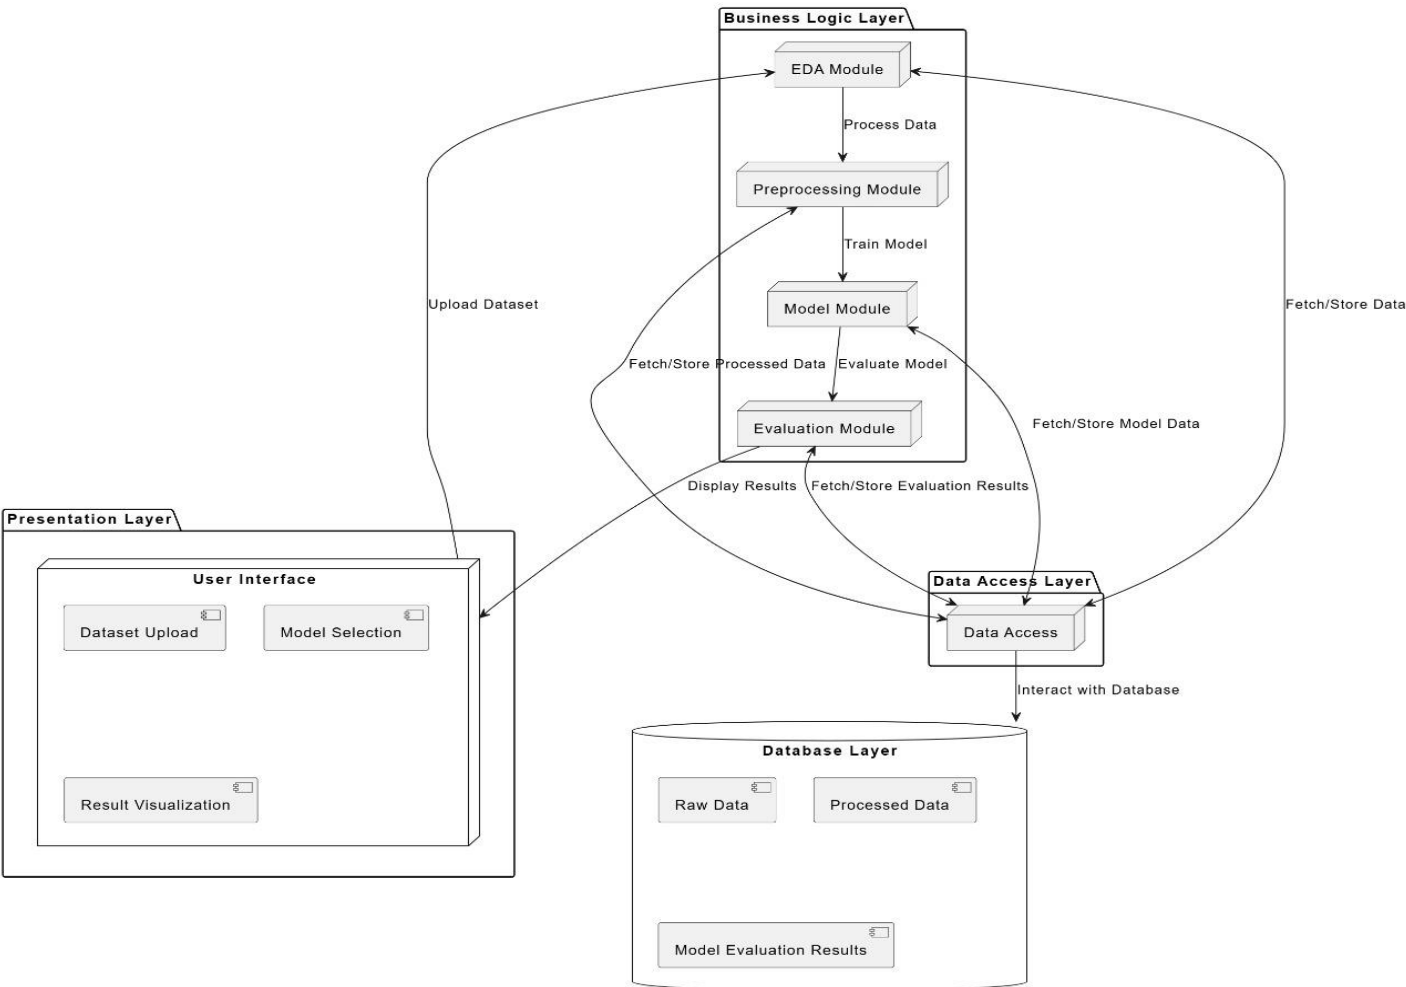 Business Logic Layer
EDA Module
Process Data
Preprocessing Module
Train Model
Model Module
Upload Dataset
Fetch/Store Data
Fetch/Store Processed Data
Evaluate Model
Evaluation Module
Fetch/Store Model Data
Display Results
Fetch/Store Evaluation Results
Presentation Layer
User Interface
Dataset Upload
Model Selection
Result Visualization
Data Access Layer
Data Access
Interact with Database
Database Layer
Raw Data
Processed Data
Model Evaluation Results